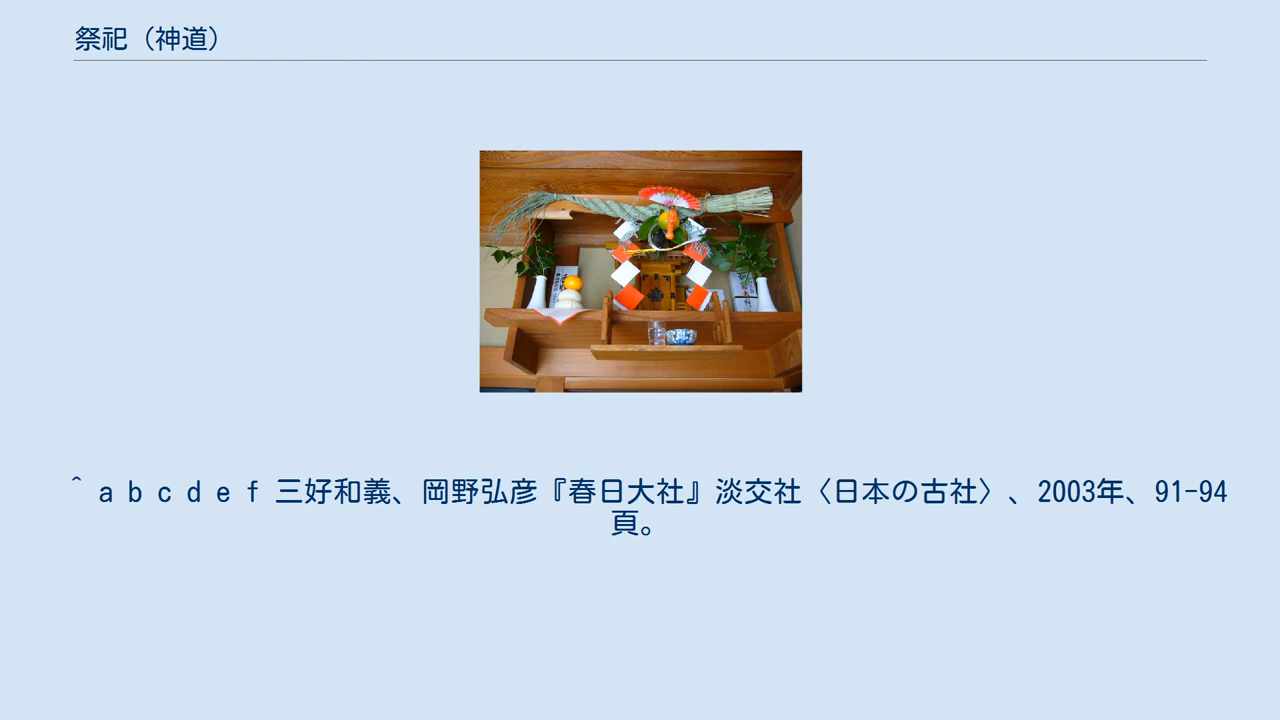 祭祀（神道）
^ a b c d e f 三好和義、岡野弘彦『春日大社』淡交社〈日本の古社〉、2003年、91-94
頁。